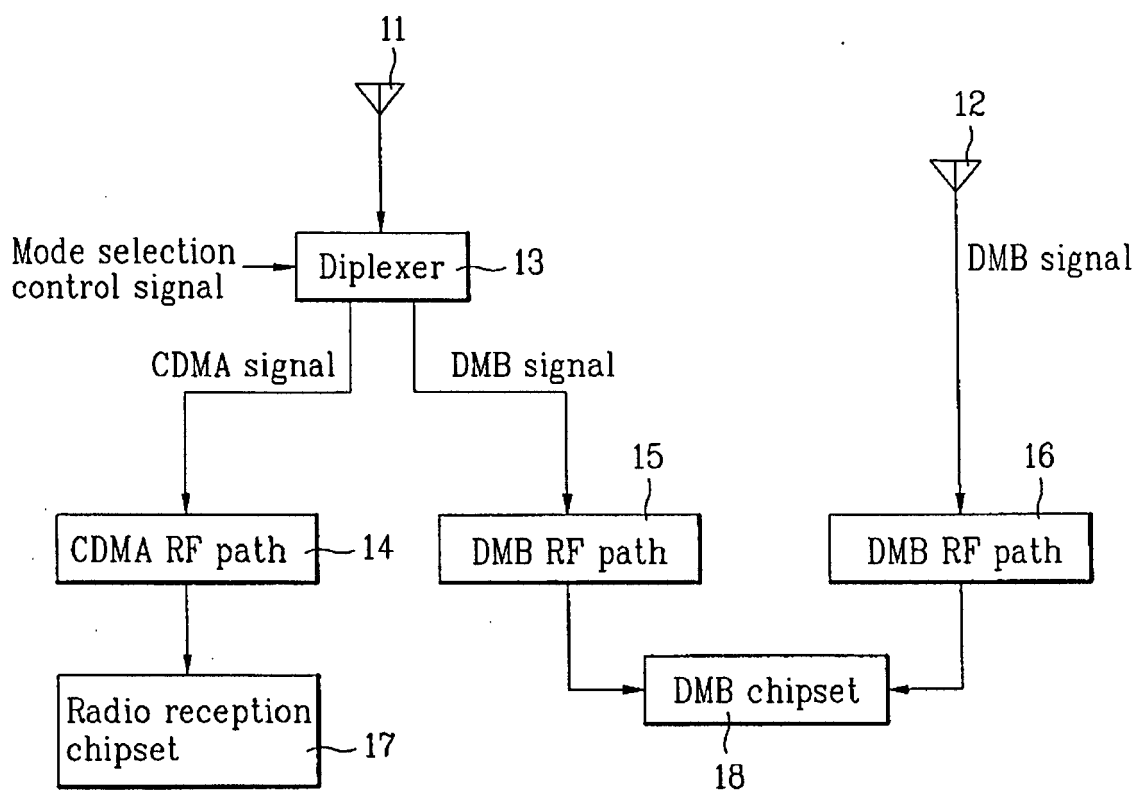 11
12
Mode selection
control signal
Diplexer
13
DMB signal
CDMA signal
DMB signal
15
16
CDMA RF path
14
DMB RF path
DMB RF path
Radio reception
chipset
17
DMB chipset
18